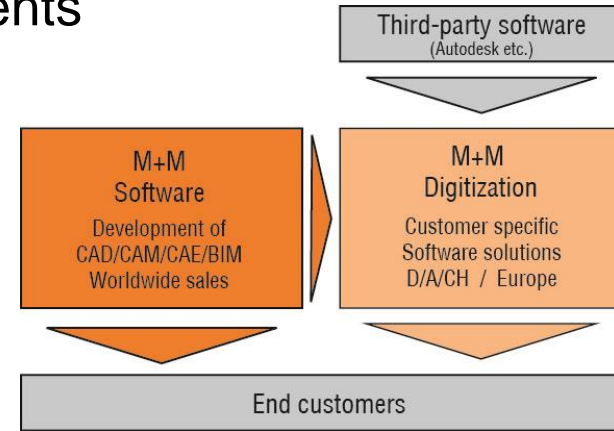 Third-party software
(Autodesk etc.)
M+M
Software
Development of
CAD/CAM/CAE/BIM
Worldwide sales
M+M
Digitization
Customer specific
Software solutions
D/A/CH / Europe
End customers